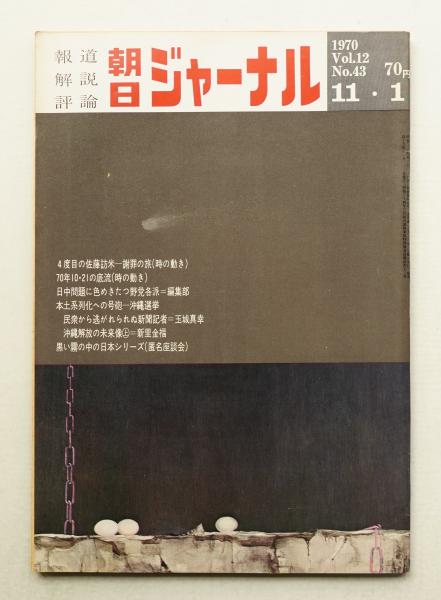 報道
解説
評論
朝日ジャーナル
1970
Vol.12
No.43
70円
11・1
4度目の佐藤訪米―謝罪の旅(時の動き)
70年10・21の底流(時の動き)
日中問題に色めきたつ野党各派=編集部
本土系列化への号砲―沖縄選挙
民衆から逃がれられぬ新聞記者=玉城真幸
沖縄解放の未来像㊤=新里金福
黒い霧の中の日本シリーズ(匿名座談会)